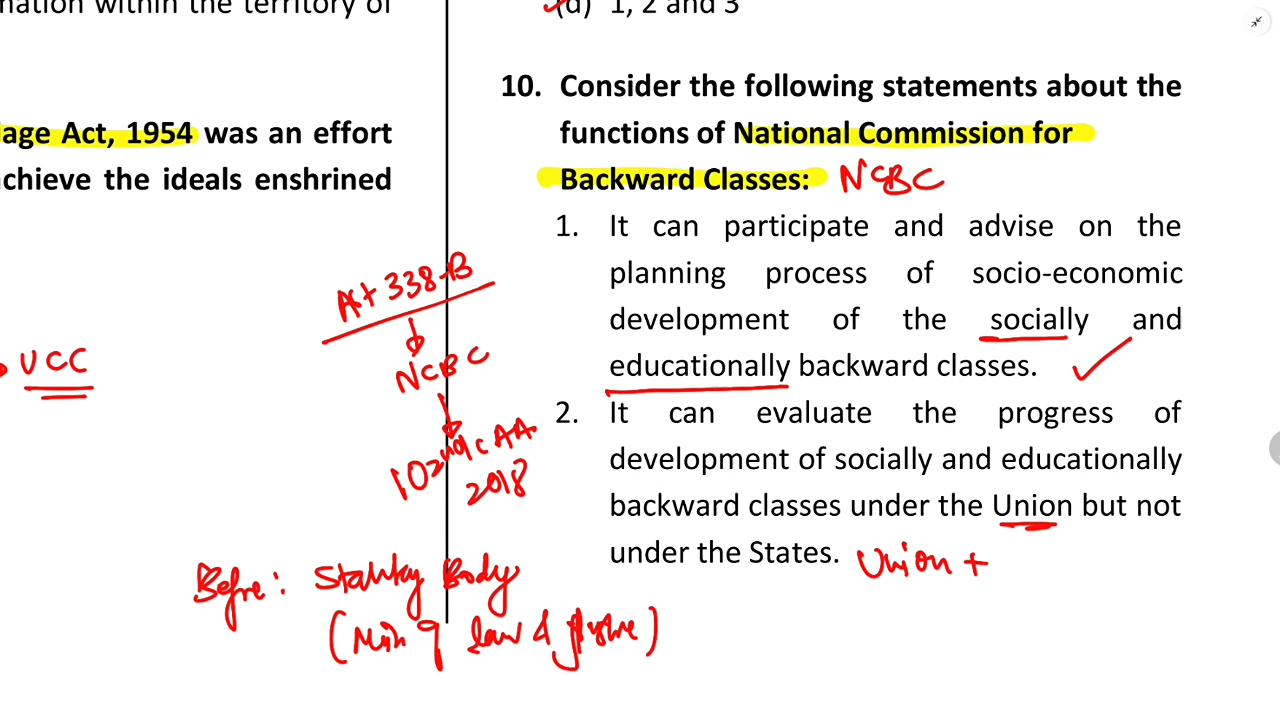 mation within the territory of
lage Act, 1954 was an effort
achieve the ideals enshrined
UCC
(d) 1, 2 and 3
10. Consider the following statements about the
functions of National Commission for
Backward Classes: NCBC
1. It can participate and advise on the
planning process of socio-economic
development of the socially and
educationally backward classes.
2. It can evaluate the progress of
development of socially and educationally
backward classes under the Union but not
under the States. Union +
Art 338-B
NCBC
102nd CAA
2018
Before: Statutory Body
(Min of law & justice)